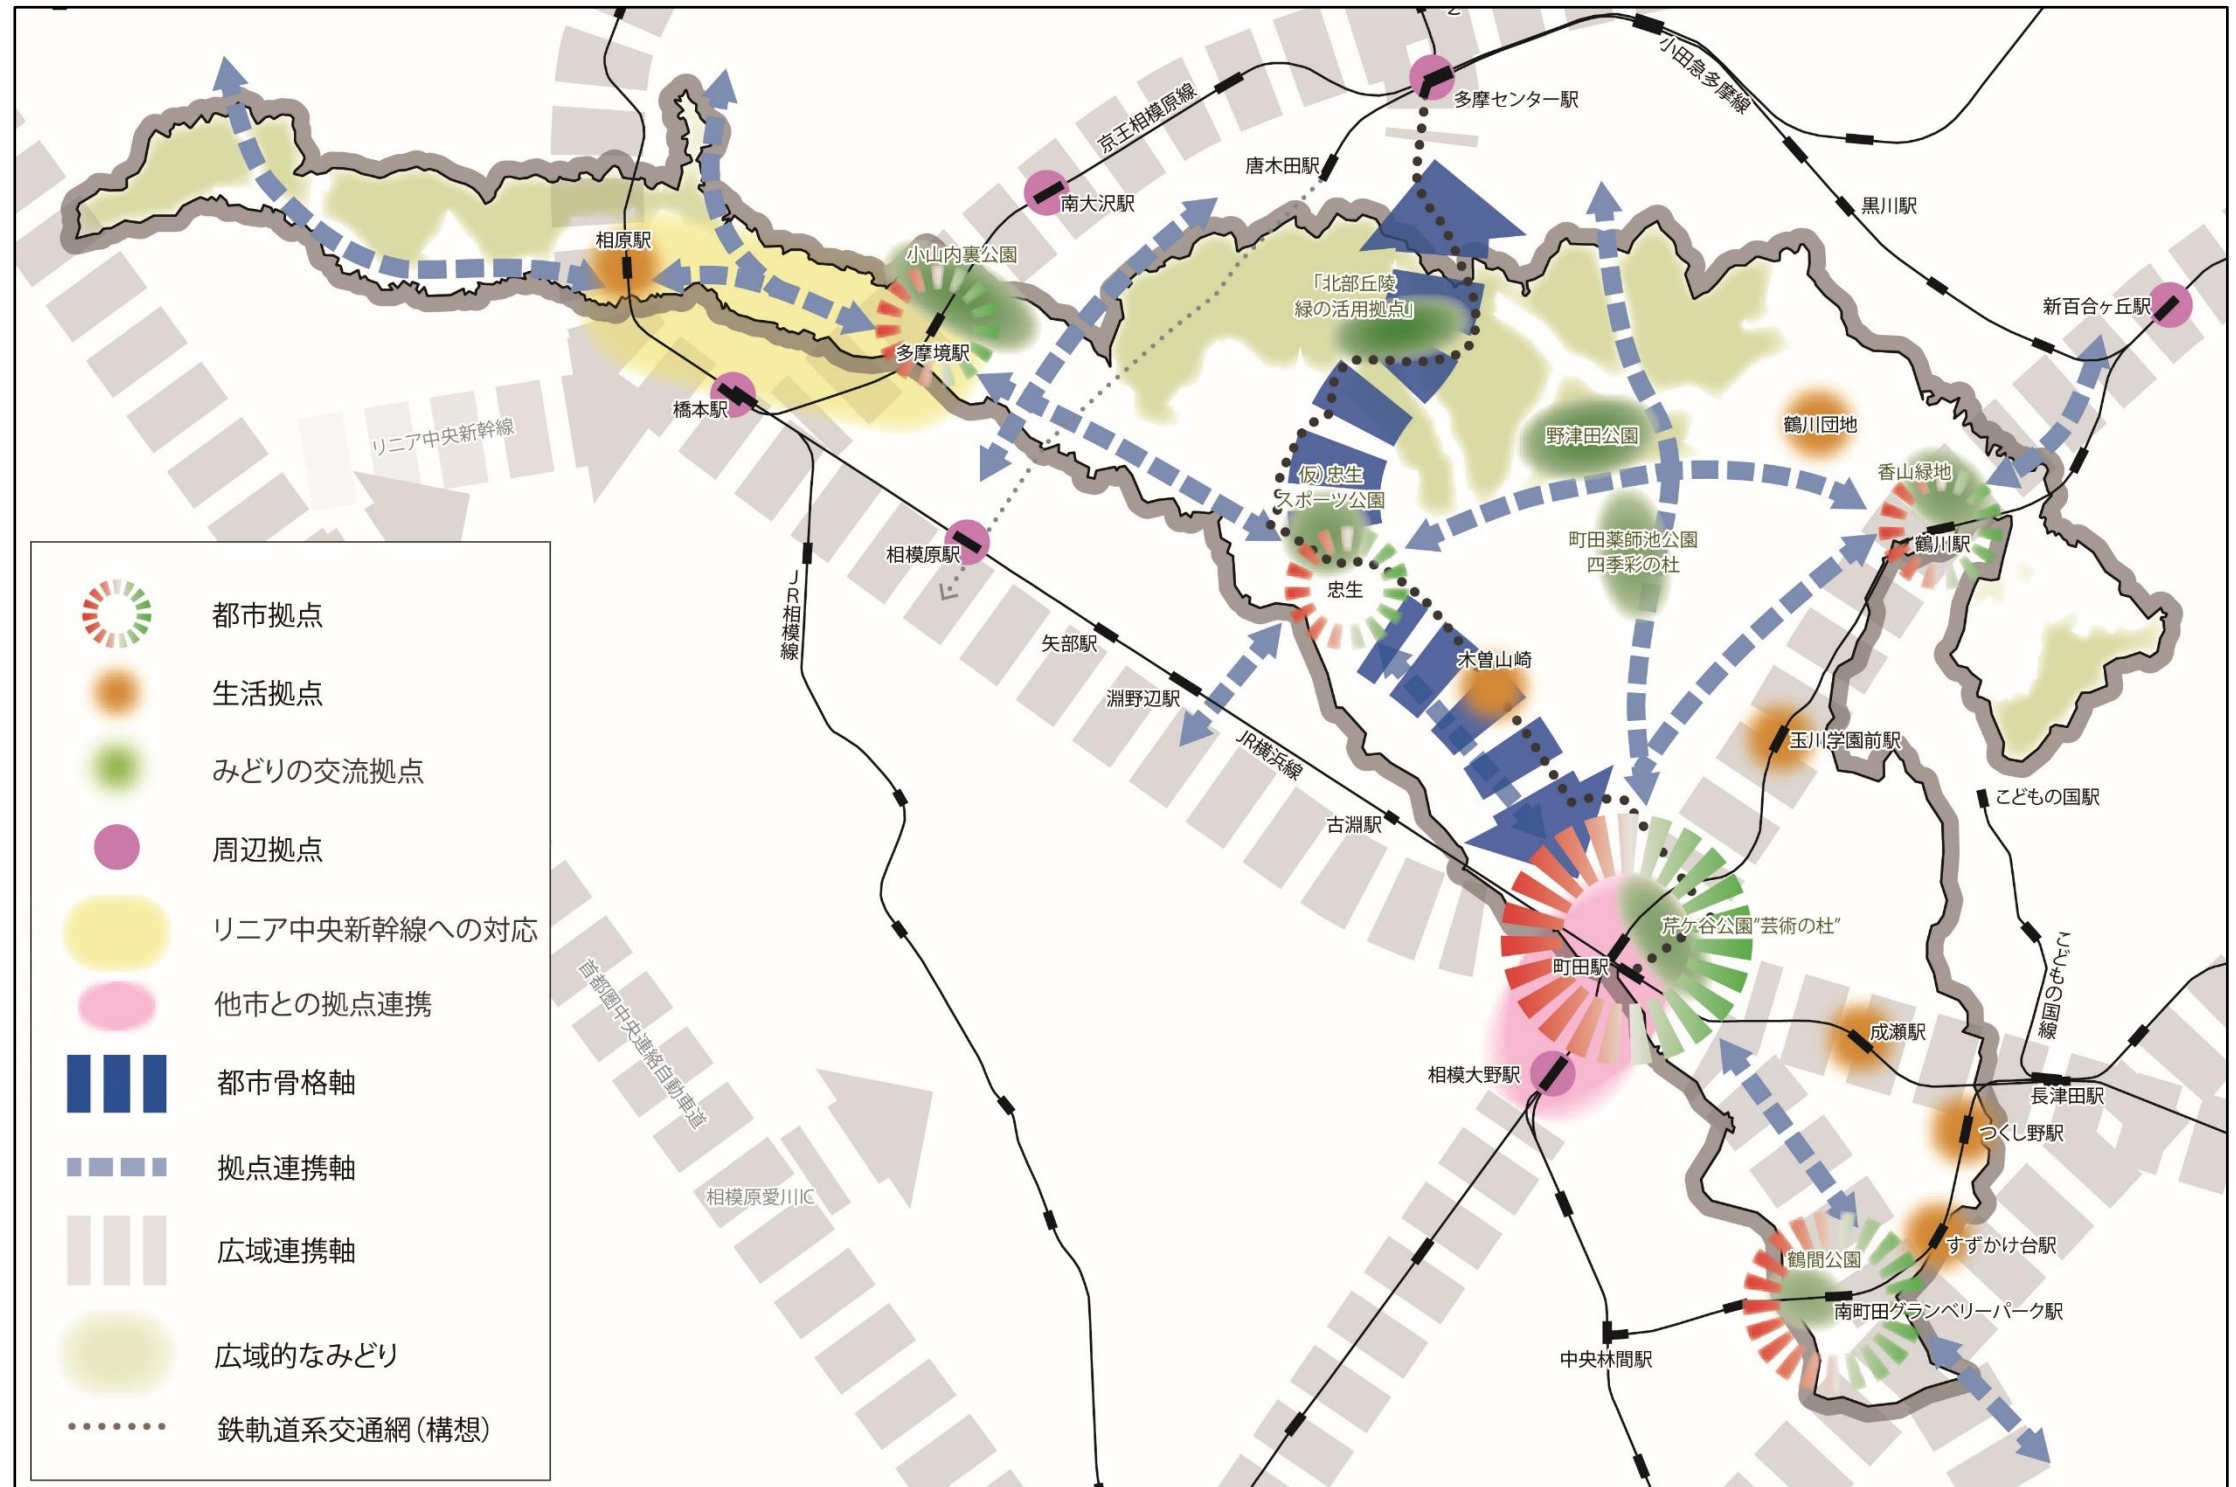 小田急多摩線
多摩センター駅
京王相模原線
唐木田駅
南大沢駅
黒川駅
相原駅
小山内裏公園
「北部丘陵
緑の活用拠点」
新百合ヶ丘駅
多摩境駅
橋本駅
リニア中央新幹線
鶴川団地
野津田公園
香山緑地
仮）忠生
スポーツ公園
町田薬師池公園
四季彩の杜
鶴川駅
相模原駅
忠生
JR相模線
矢部駅
木曽山崎
淵野辺駅
JR横浜線
玉川学園前駅
こどもの国駅
古淵駅
芹ケ谷公園"芸術の杜"
町田駅
こどもの国線
首都圏中央連絡自動車道
成瀬駅
相模大野駅
長津田駅
つくし野駅
相模原愛川IC
すずかけ台駅
鶴間公園
南町田グランベリーパーク駅
中央林間駅
都市拠点
生活拠点
みどりの交流拠点
周辺拠点
リニア中央新幹線への対応
他市との拠点連携
都市骨格軸
拠点連携軸
広域連携軸
広域的なみどり
鉄軌道系交通網（構想）